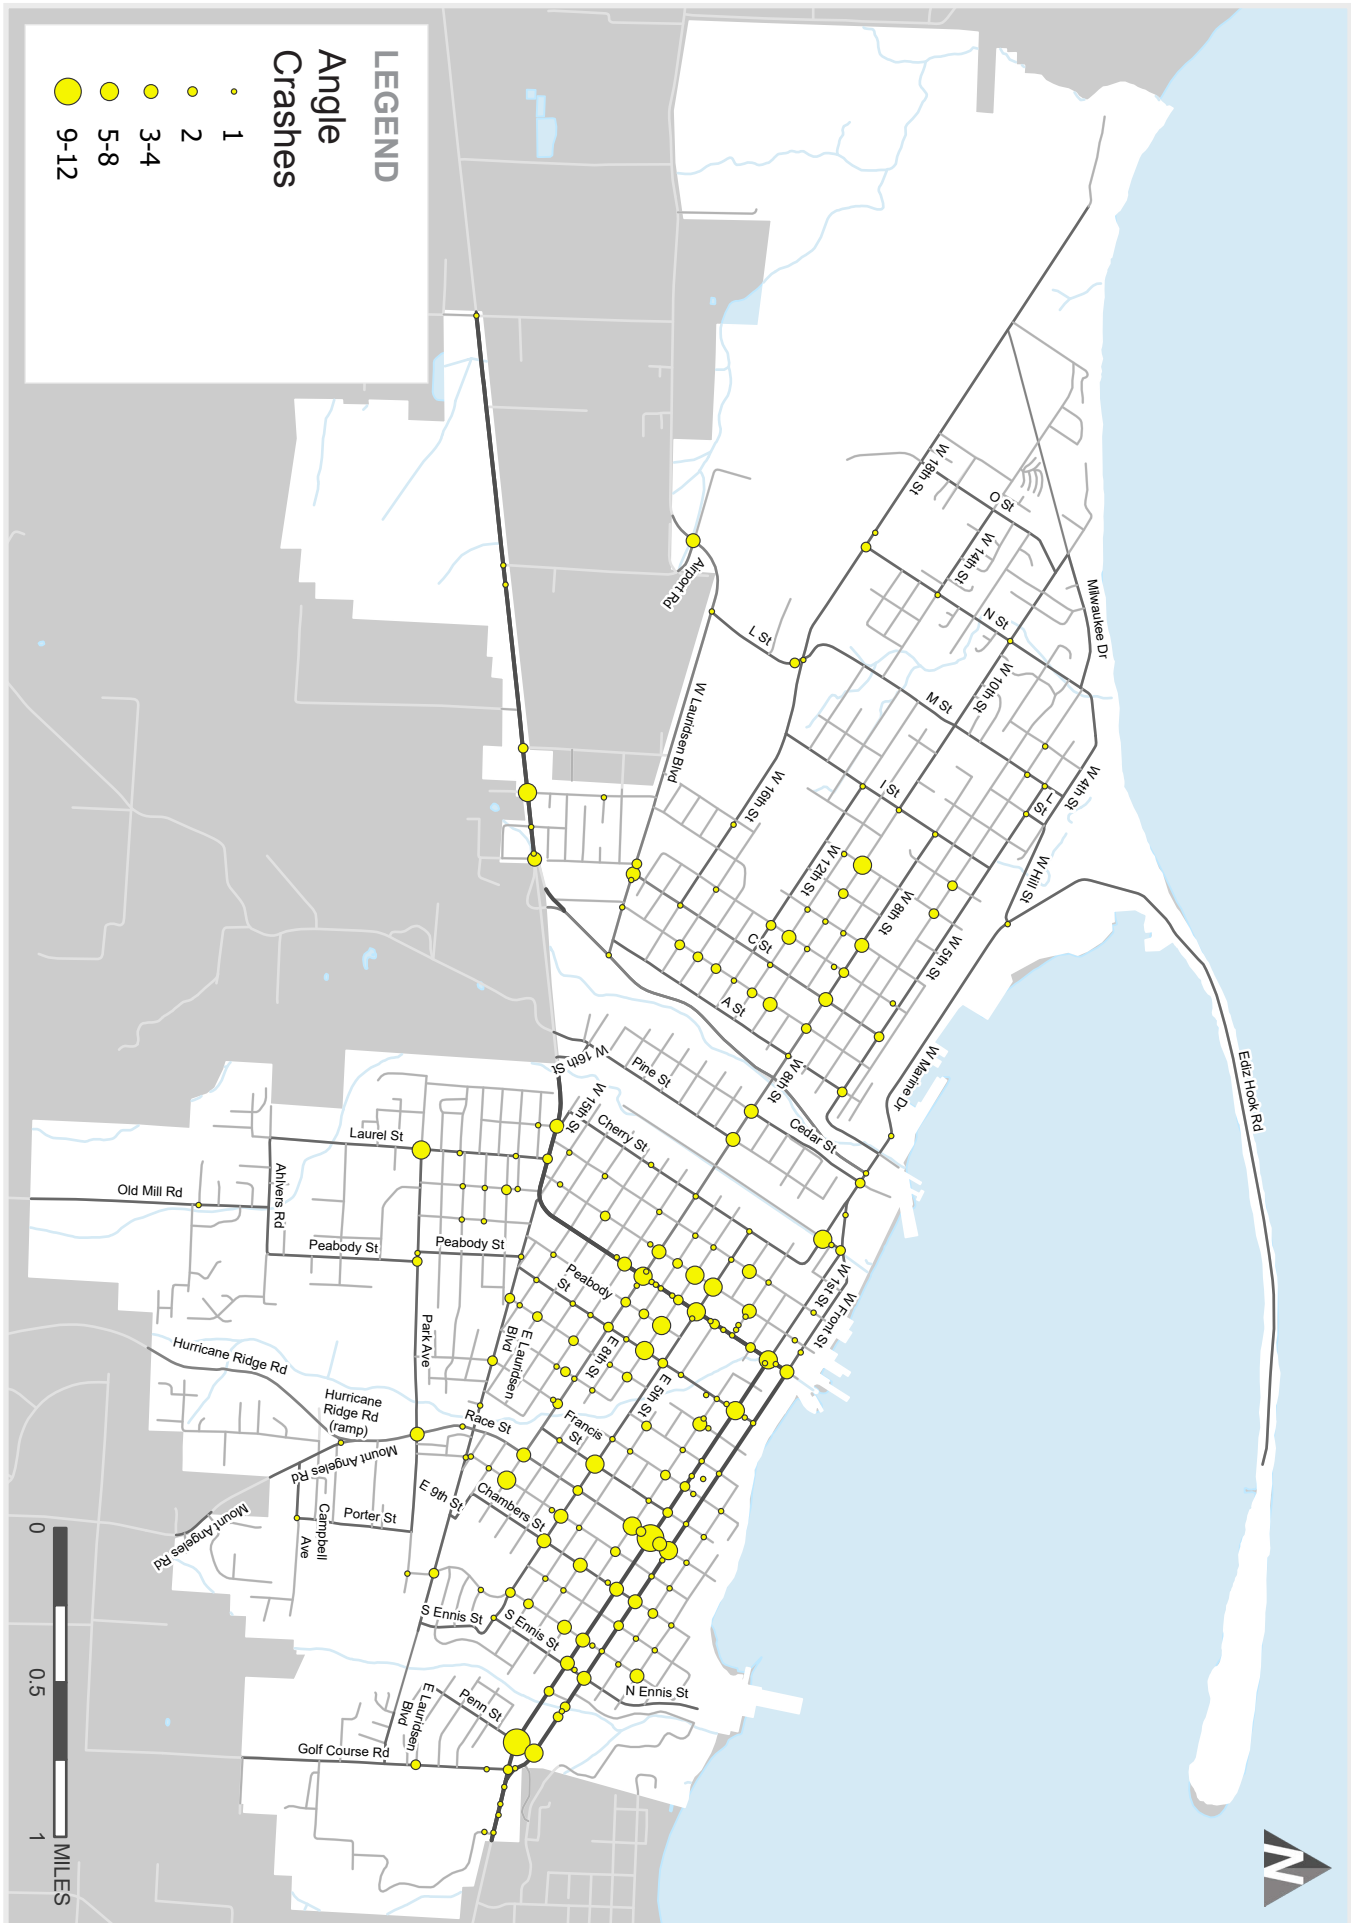 LEGEND
Angle
Crashes
1
2
3-4
5-8
9-12
W 18th St
O St
W 14th St
N St
Milwaukee Dr
Airport Rd
L St
W 10th St
M St
W Lauridsen Blvd
W 16th St
I St
W 4th St
L
St
W Hill St
W 12th St
W 8th St
W 5th St
C St
A St
W 8th St
W Marine Dr
Ediz Hook Rd
W 16th St
Pine St
W 15th
St
Cherry St
Cedar St
Laurel St
Old Mill Rd
Ahlvers Rd
Peabody St
Peabody St
Peabody
St
W 1st St
W Front St
Park Ave
E Lauridsen
Blvd
E 8th St
E 5th St
Hurricane Ridge Rd
Hurricane
Ridge Rd
(ramp)
Race St
Francis
St
Mount Angeles Rd
Mount Angeles
Rd
E 9th St
Chambers St
Porter St
Campbell
Ave
S Ennis St
S Ennis St
N Ennis St
Penn St
E Lauridsen
Blvd
Golf Course Rd
0
0.5
1
MILES
N